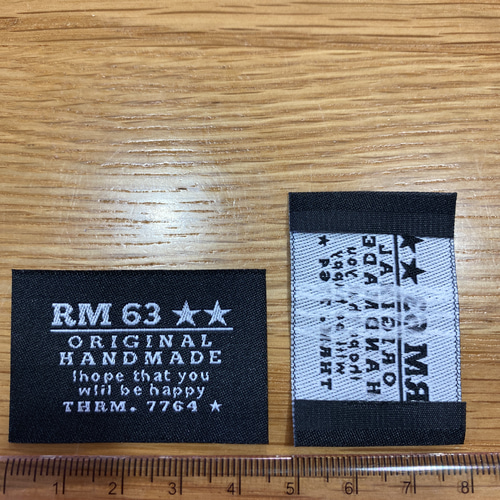 RM 63 ★★
ORIGINAL
HANDMADE
Ihope that you
wiil be happy
THRM. 7764 ★
1 2 3 4 5 6 7 8